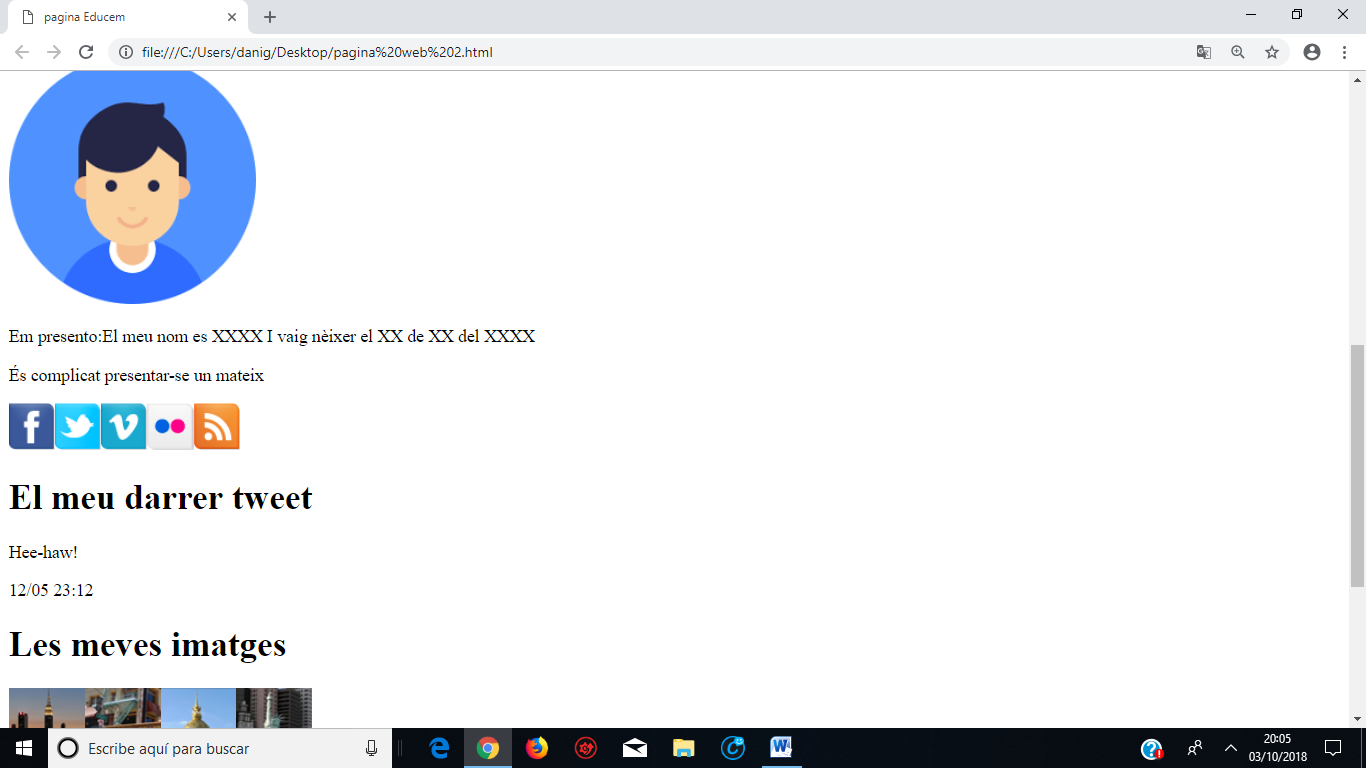 pagina Educem
file:///C:/Users/danig/Desktop/pagina%20web%202.html
Em presento:El meu nom es XXXX I vaig nèixer el XX de XX del XXXX
És complicat presentar-se un mateix
El meu darrer tweet
Hee-haw!
12/05 23:12
Les meves imatges
Escribe aquí para buscar
20:05
03/10/2018